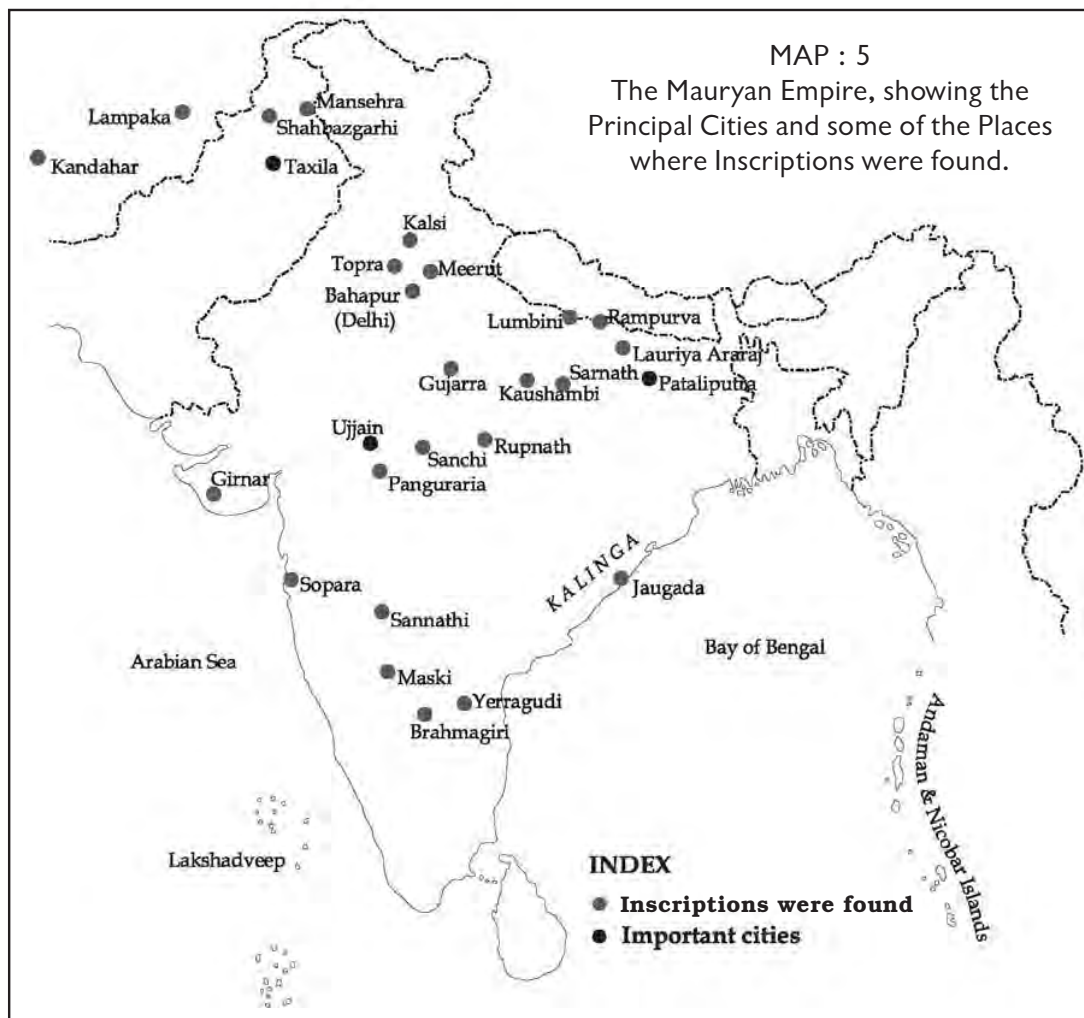 MAP : 5
The Mauryan Empire, showing the
Principal Cities and some of the Places
where Inscriptions were found.
Lampaka
Mansehra
Shahbazgarhi
Kandahar
Taxila
Kalsi
Topra
Meerut
Bahapur
(Delhi)
Lumbini
Rampurva
Lauriya Araraj
Gujarra
Sarnath
Kaushambi
Pataliputra
Ujjain
Sanchi
Rupnath
Panguraria
Girnar
KALINGA
Sopara
Jaugada
Sannathi
Bay of Bengal
Arabian Sea
Maski
Yerragudi
Brahmagiri
Andaman & Nicobar Islands
Lakshadveep
INDEX
Inscriptions were found
Important cities